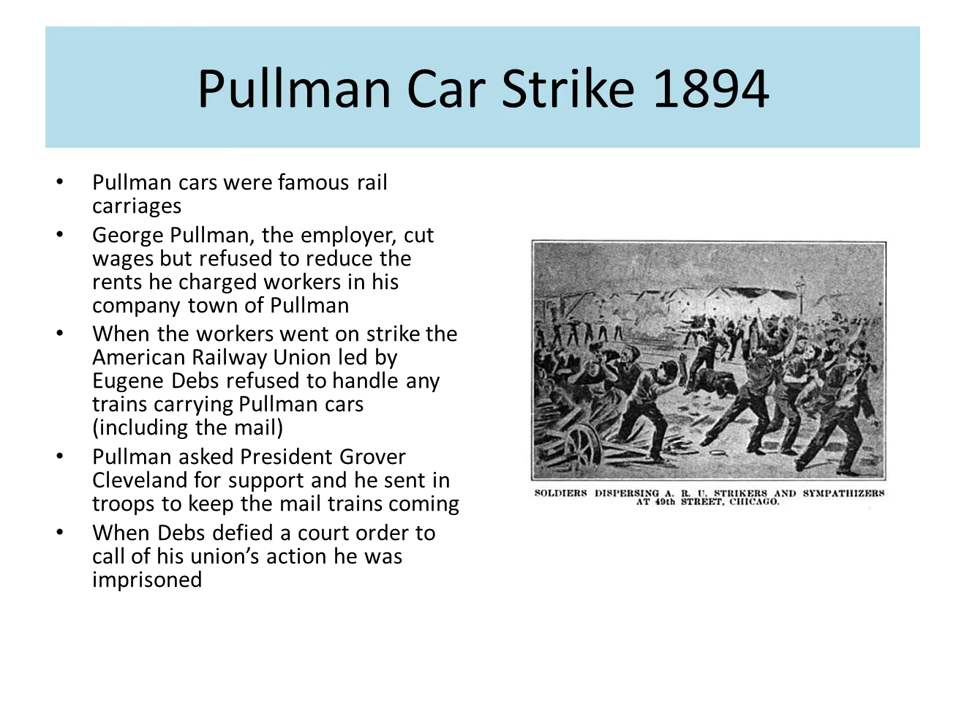 Pullman Car Strike 1894
• Pullman cars were famous rail
carriages
• George Pullman, the employer, cut
wages but refused to reduce the
rents he charged workers in his
company town of Pullman
• When the workers went on strike the
American Railway Union led by
Eugene Debs refused to handle any
trains carrying Pullman cars
(including the mail)
• Pullman asked President Grover
Cleveland for support and he sent in
troops to keep the mail trains coming
• When Debs defied a court order to
call of his union’s action he was
imprisoned
SOLDIERS DISPERSING A. R. U. STRIKERS AND SYMPATHIZERS
AT 49th STREET, CHICAGO.